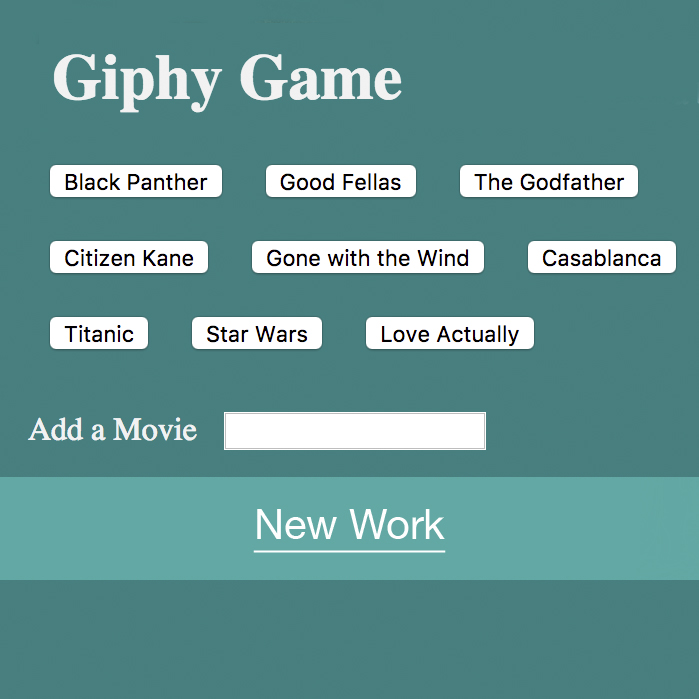 Giphy Game
Black Panther Good Fellas The Godfather
Citizen Kane Gone with the Wind Casablanca
Titanic Star Wars Love Actually
Add a Movie
New Work